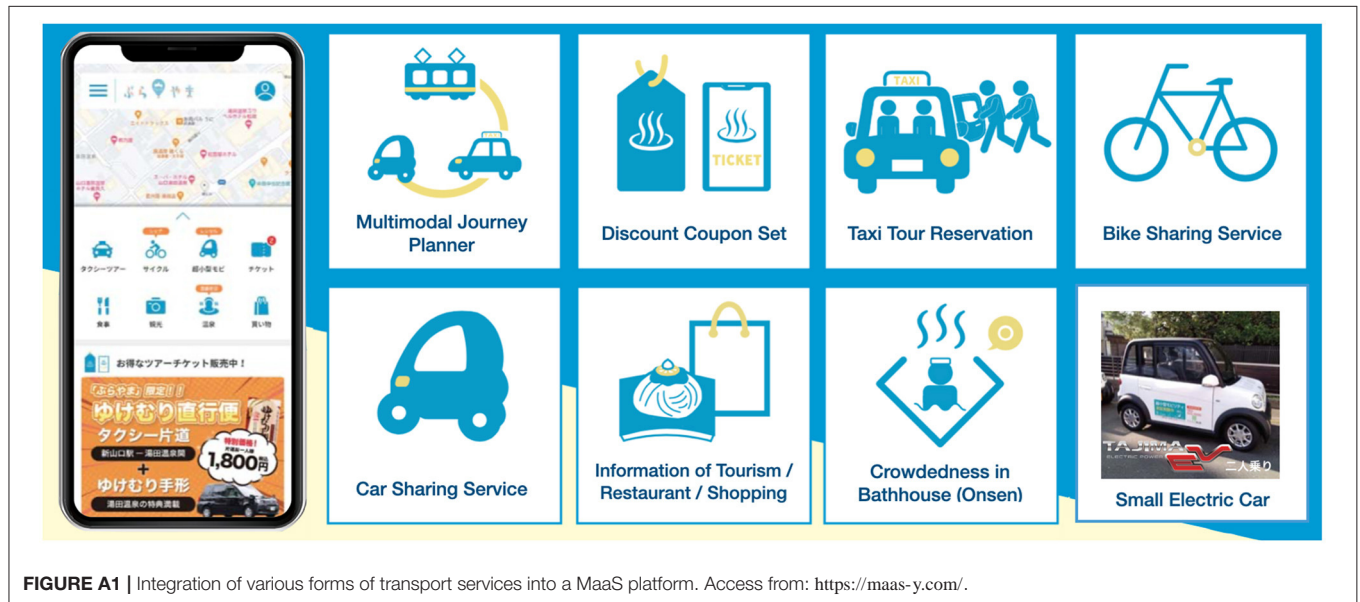 ぶらやま
タクシーツアー
サイクル
超小型モビ
チケット
2
食事
観光
温泉
買い物
お得なツアーチケット販売中！
「ぶらやま」限定！！
ゆけむり直行便
タクシー片道
新山口駅ー湯田温泉間
特別価格！
1,800円
+
ゆけむり手形
湯田温泉の特典満載
Multimodal Journey
Planner
TICKET
Discount Coupon Set
TAXI
Taxi Tour Reservation
Bike Sharing Service
Car Sharing Service
Information of Tourism /
Restaurant / Shopping
Crowdedness in
Bathhouse (Onsen)
TAJIMA
ELECTRIC POWER
EV
二人乗り
Small Electric Car
FIGURE A1 | Integration of various forms of transport services into a MaaS platform. Access from: https://maas-y.com/.